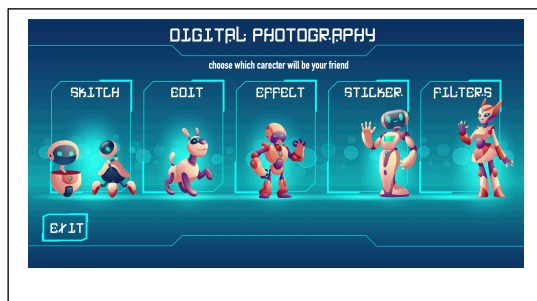 DIGITAL PHOTOGRAPHY
choose which carecter will be your friend
SKITCH EDIT EFFECT STICKER FILTERS
EXIT